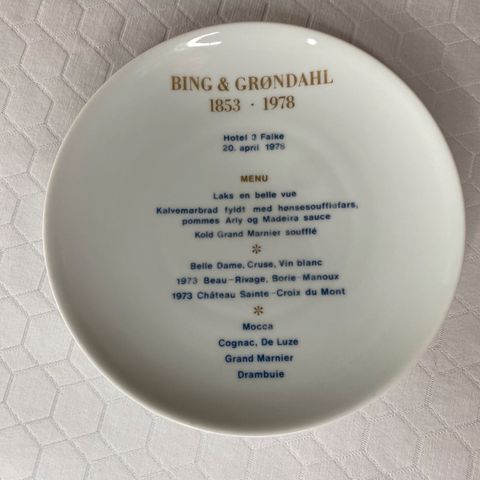 BING & GRØNDAHL
1853 · 1978
Hotel 3 Falke
20. april 1978
MENU
Laks en belle vue
Kalvemørbrad fyldt med hønsesouffléfars,
pommes Arly og Madeira sauce
Kold Grand Marnier soufflé
*
Belle Dame, Cruse, Vin blanc
1973 Beau-Rivage, Borie-Manoux
1973 Château Sainte-Croix du Mont
*
Mocca
Cognac, De Luze
Grand Marnier
Drambuie